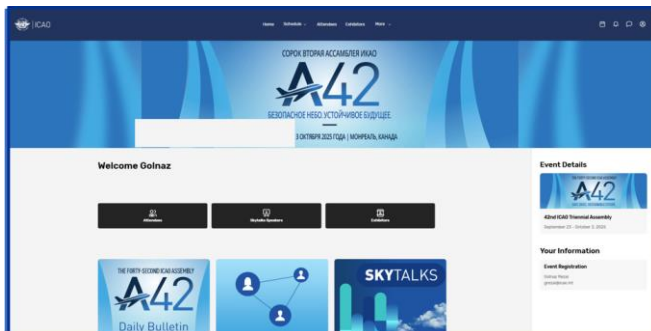 ICAO
Home Schedule Attendees Exhibitors More
СОРОК ВТОРАЯ АССАМБЛЕЯ ИКАО
A42
БЕЗОПАСНОЕ НЕБО. УСТОЙЧИВОЕ БУДУЩЕЕ.
3 ОКТЯБРЯ 2025 ГОДА | МОНРЕАЛЬ, КАНАДА
Welcome Golnaz
Attendees
Skytalks Speakers
Exhibitors
THE FORTY-SECOND ICAO ASSEMBLY
A42
Daily Bulletin
SKYTALKS
Event Details
A42
42nd ICAO Triennial Assembly
September 23 - October 3, 2025
Your Information
Event Registration